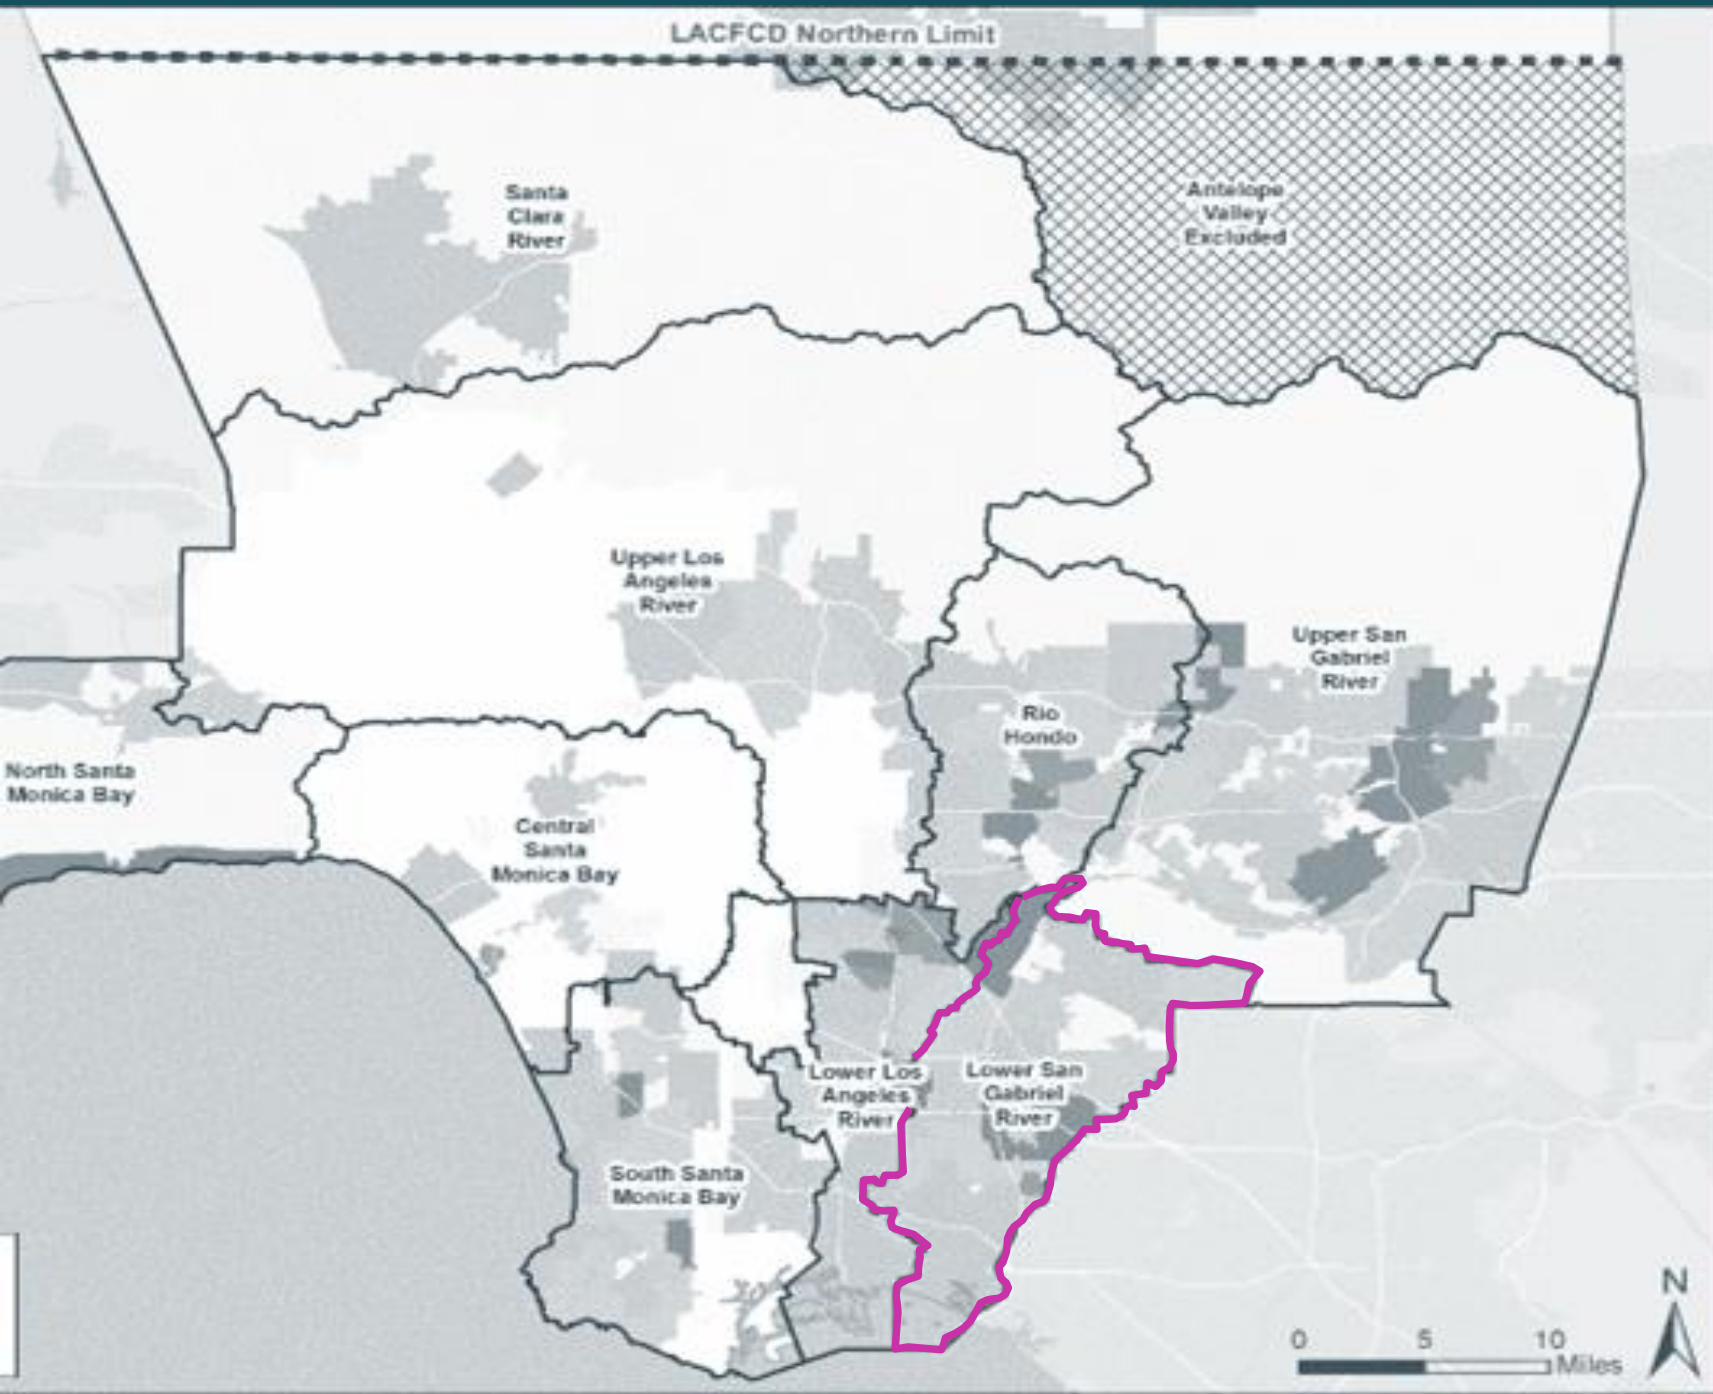 LACFCD Northern Limit
Santa
Clara
River
Antelope
Valley-
Excluded
Upper Los
Angeles
River
Upper San
Gabriel
River
Rio
Hondo
North Santa
Monica Bay
Central
Santa
Monica Bay
Lower Los
Angeles
River
Lower San
Gabriel
River
South Santa
Monica Bay
N
0 5 10
Miles